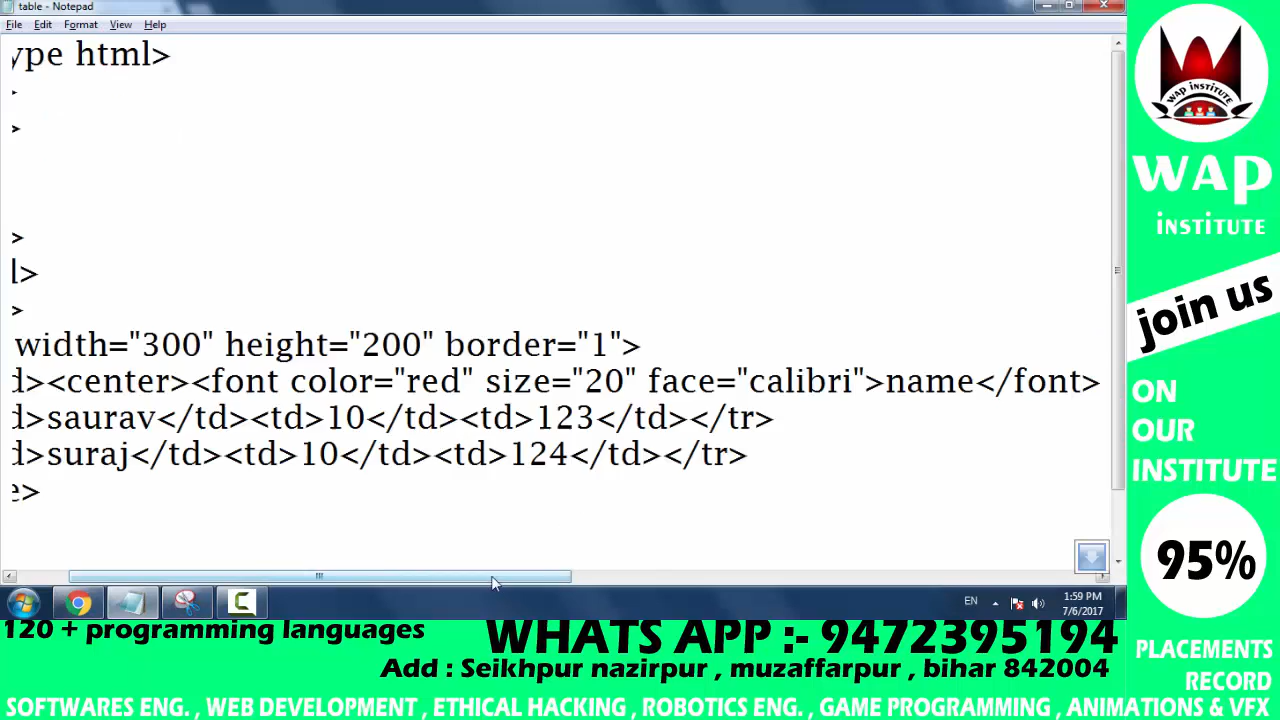 table - Notepad
File Edit Format View Help
ype html>
>
>
>
l>
>
width="300" height="200" border="1">
d><center><font color="red" size="20" face="calibri">name</font>
d>saurav</td><td>10</td><td>123</td></tr>
d>suraj</td><td>10</td><td>124</td></tr>
e>
EN
1:59 PM
7/6/2017
WAP INSTITUTE
WAP
INSTITUTE
join us
ON
OUR
INSTITUTE
95%
PLACEMENTS
RECORD
120 + programming languages
WHATS APP :- 9472395194
Add : Seikhpur nazirpur , muzaffarpur , bihar 842004
SOFTWARES ENG. , WEB DEVELOPMENT , ETHICAL HACKING , ROBOTICS ENG. , GAME PROGRAMMING , ANIMATIONS & VFX